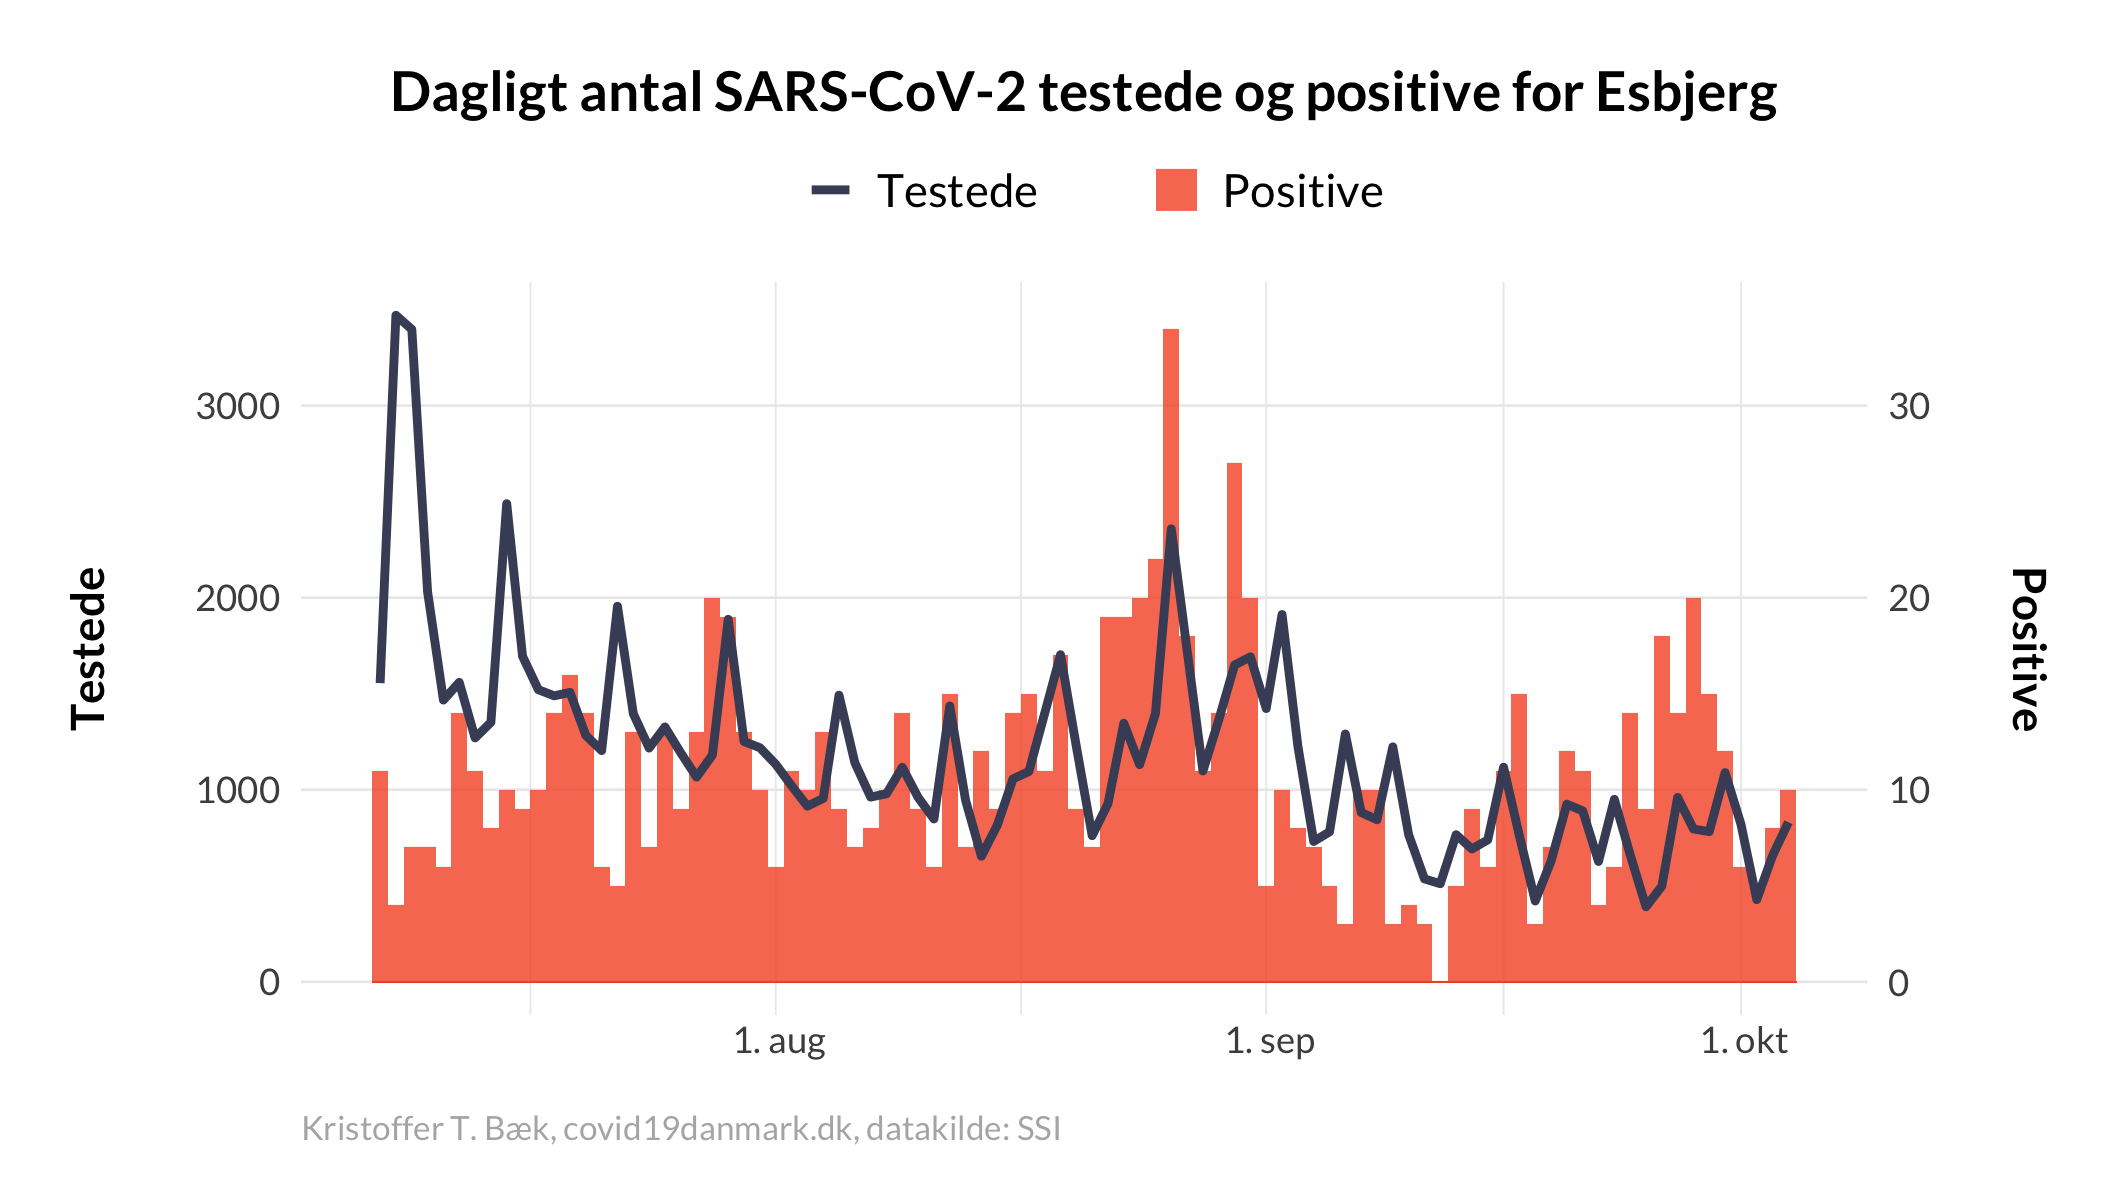 Dagligt antal SARS-CoV-2 testede og positive for Esbjerg
Testede
Positive
3000
2000
1000
0
30
20
10
0
Testede
Positive
1. aug
1. sep
1. okt
Kristoffer T. Bæk, covid19danmark.dk, datakilde: SSI